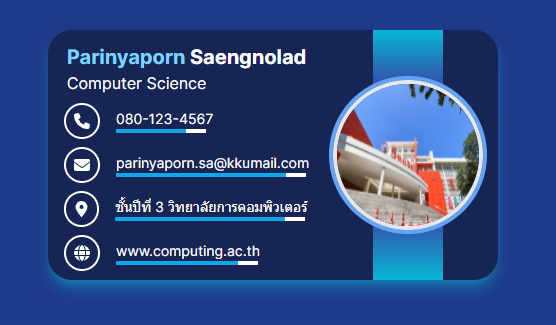 Parinyaporn Saengnolad
Computer Science
080-123-4567
parinyaporn.sa@kkumail.com
ชั้นปีที่ 3 วิทยาลัยการคอมพิวเตอร์
www.computing.ac.th